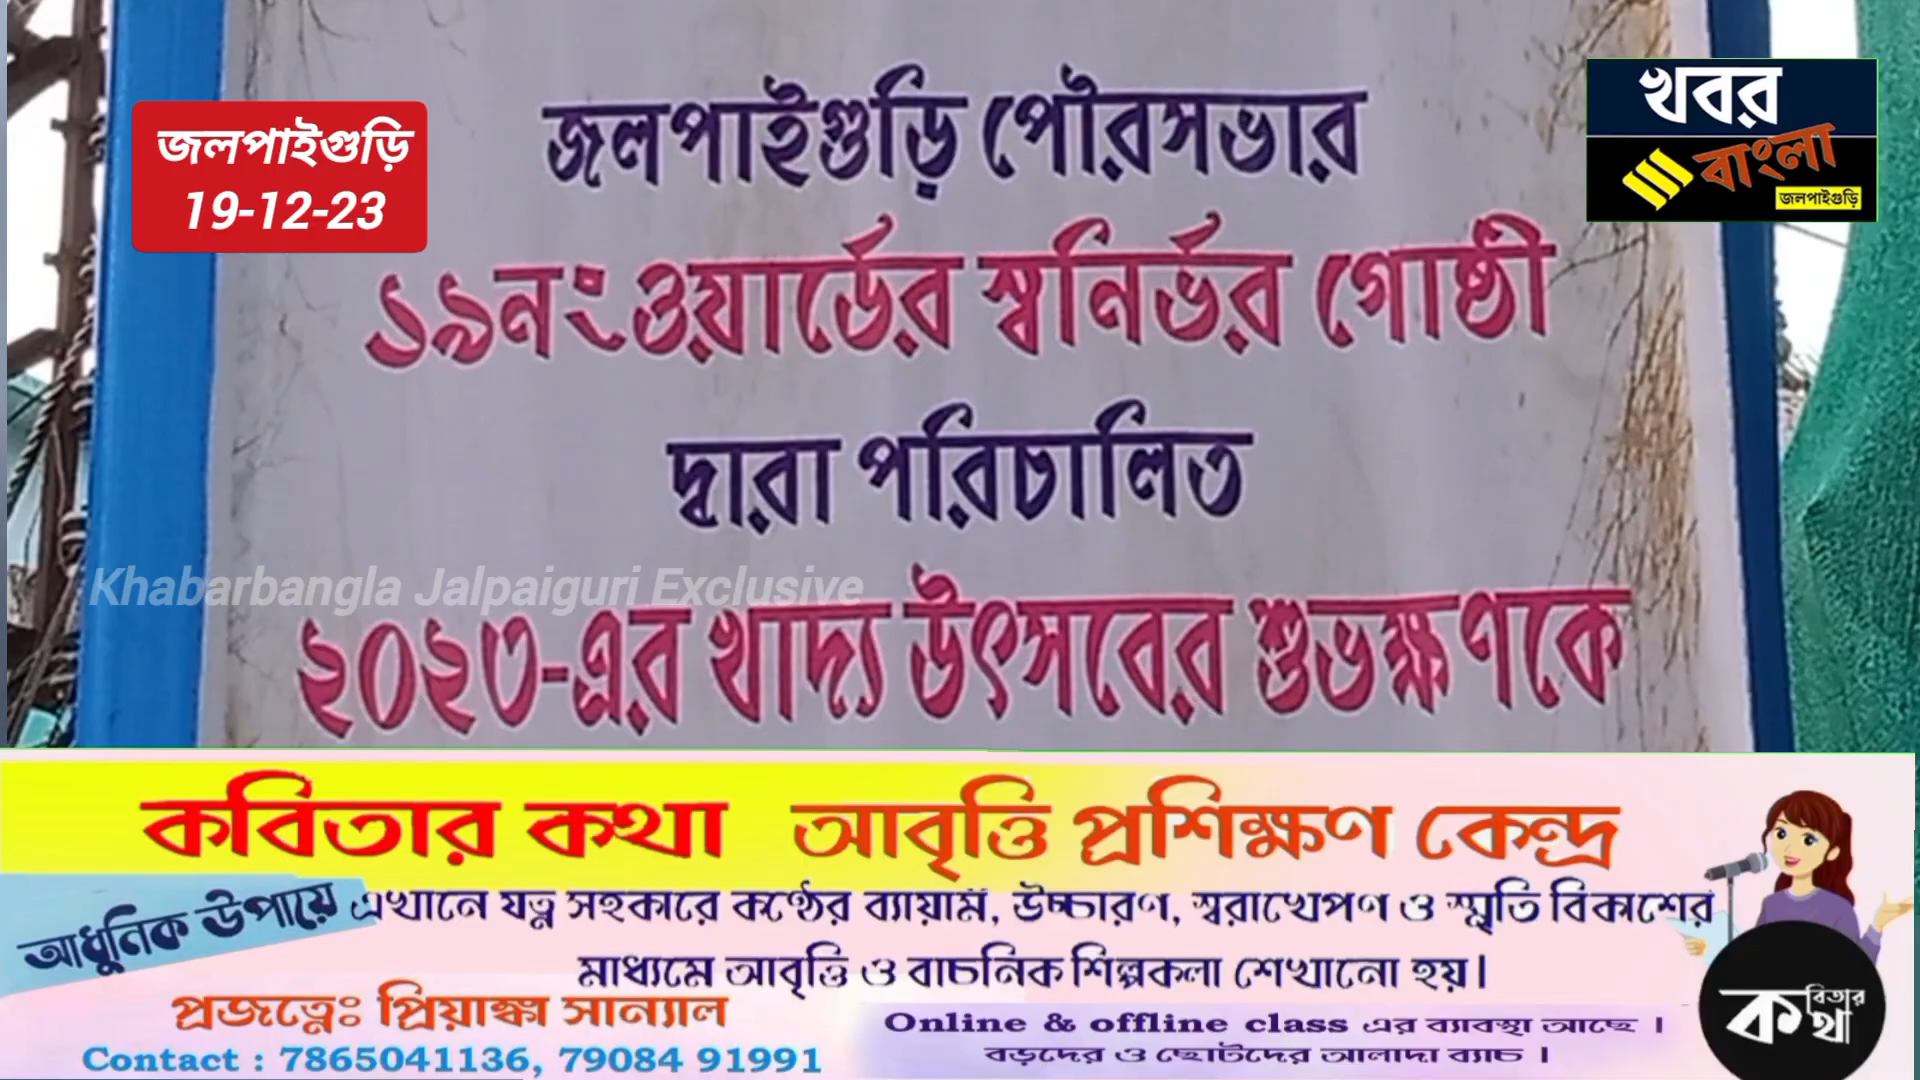 জলপাইগুড়ি
19-12-23
খবর
বাংলা
জলপাইগুড়ি
জলপাইগুড়ি পৌরসভার
১৯নং ওয়ার্ডের স্বনির্ভর গোষ্ঠী
দ্বারা পরিচালিত
Khabarbangla Jalpaiguri Exclusive
২০২৩-এর খাদ্য উৎসবের শুভক্ষণকে
কবিতার কথা আবৃত্তি প্রশিক্ষণ কেন্দ্র
আধুনিক উপায়ে এখানে যত্ন সহকারে কণ্ঠের ব্যায়াম, উচ্চারণ, স্বরাখেপণ ও স্মৃতি বিকাশের
মাধ্যমে আবৃত্তি ও বাচনিক শিল্পকলা শেখানো হয়।
প্রজত্নেঃ প্রিয়াঙ্কা সান্যাল
Contact : 7865041136, 79084 91991
Online & offline class এর ব্যাবস্থা আছে ।
বড়দের ও ছোটদের আলাদা ব্যাচ ।
কবিতার
কথা